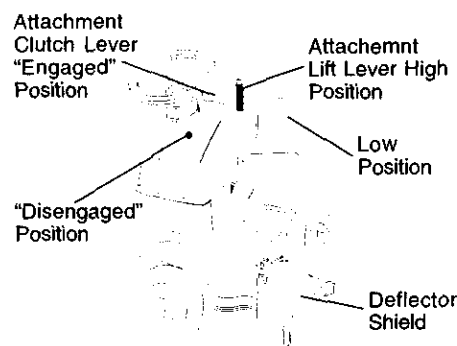 Attachment
Clutch Lever
“Engaged”
Position
Attachemnt
Lift Lever High
Position
Low
Position
“Disengaged”
Position
Deflector
Shield